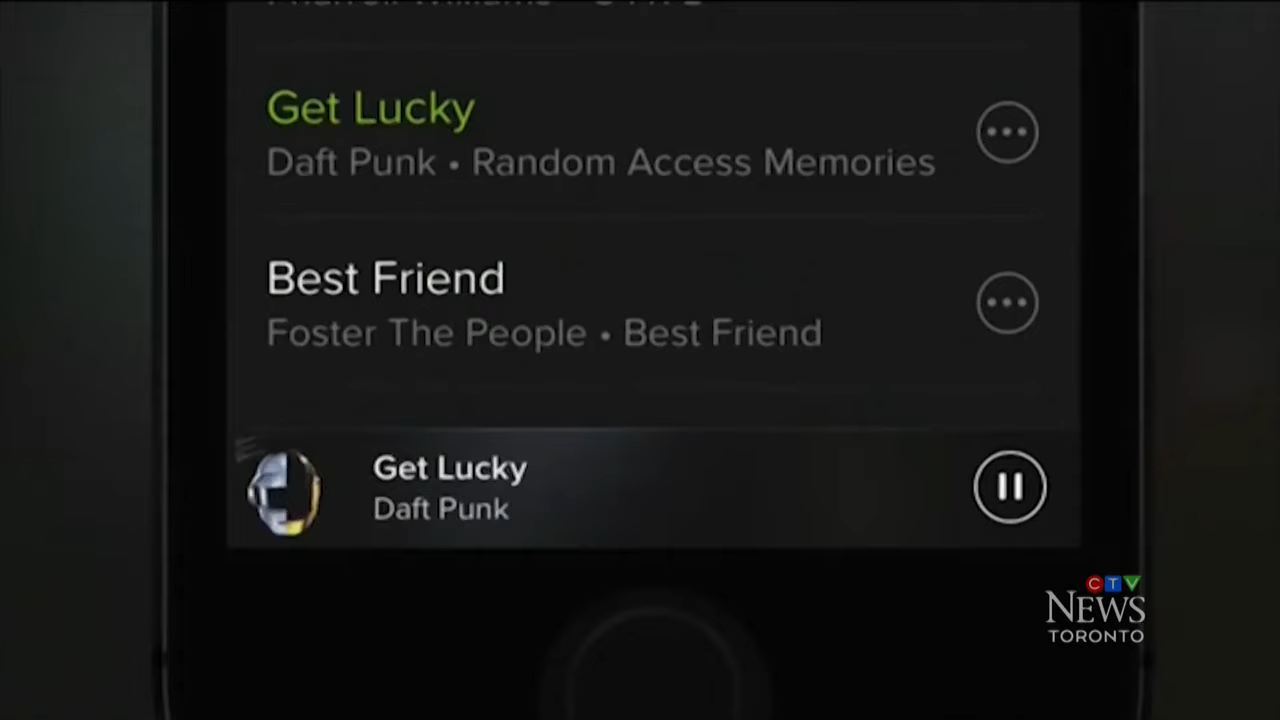 Get Lucky
Daft Punk • Random Access Memories
Best Friend
Foster The People • Best Friend
Get Lucky
Daft Punk
CTV
NEWS
TORONTO